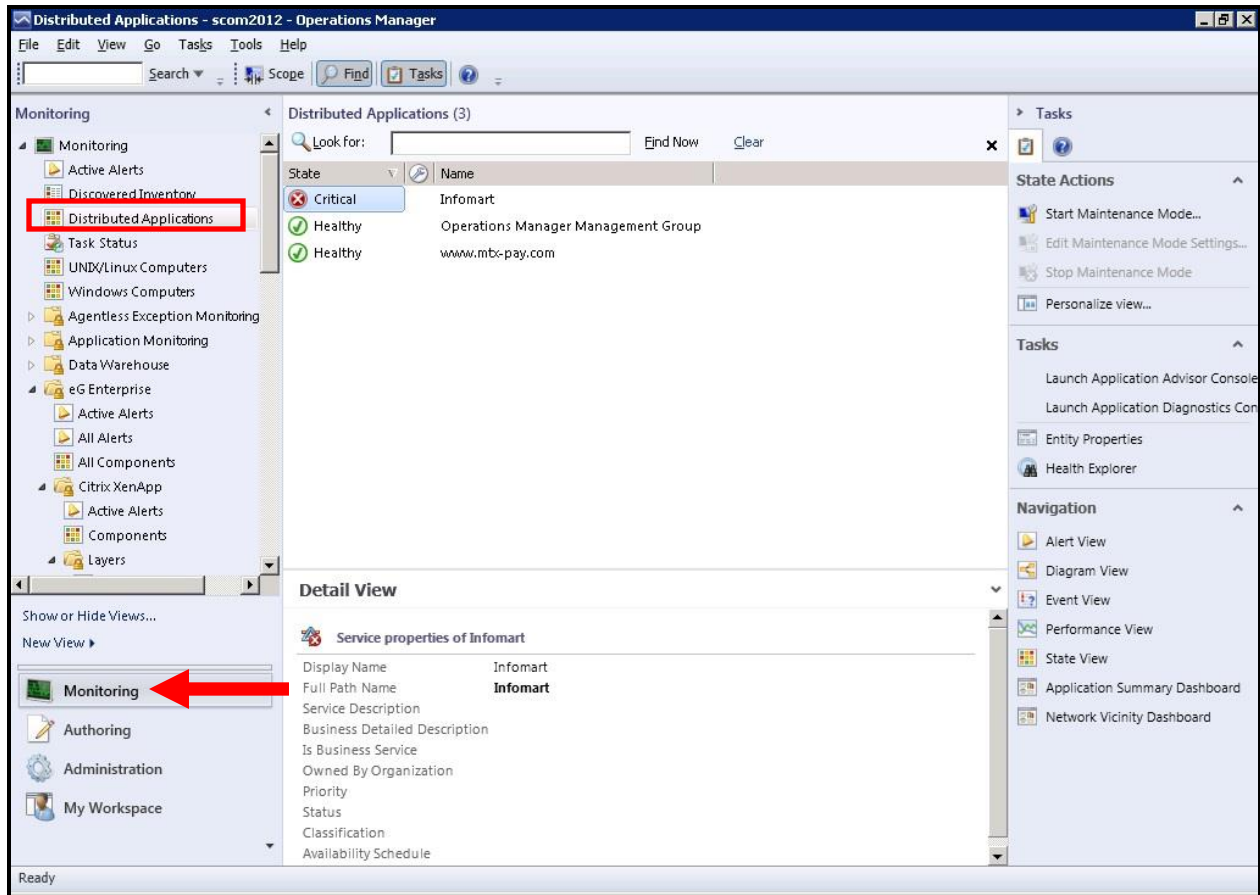 Distributed Applications - scom2012 - Operations Manager
File Edit View Go Tasks Tools Help
Search Scope Find Tasks
Monitoring
Monitoring
Active Alerts
Discovered Inventory
Distributed Applications
Task Status
UNIX/Linux Computers
Windows Computers
Agentless Exception Monitoring
Application Monitoring
Data Warehouse
eG Enterprise
Active Alerts
All Alerts
All Components
Citrix XenApp
Active Alerts
Components
Layers
Show or Hide Views...
New View
Monitoring
Authoring
Administration
My Workspace
Distributed Applications (3)
Look for: Find Now Clear
State Name
Critical Infomart
Healthy Operations Manager Management Group
Healthy www.mtx-pay.com
Detail View
Service properties of Infomart
Display Name Infomart
Full Path Name Infomart
Service Description
Business Detailed Description
Is Business Service
Owned By Organization
Priority
Status
Classification
Availability Schedule
Tasks
State Actions
Start Maintenance Mode...
Edit Maintenance Mode Settings...
Stop Maintenance Mode
Personalize view...
Tasks
Launch Application Advisor Console
Launch Application Diagnostics Con
Entity Properties
Health Explorer
Navigation
Alert View
Diagram View
Event View
Performance View
State View
Application Summary Dashboard
Network Vicinity Dashboard
Ready